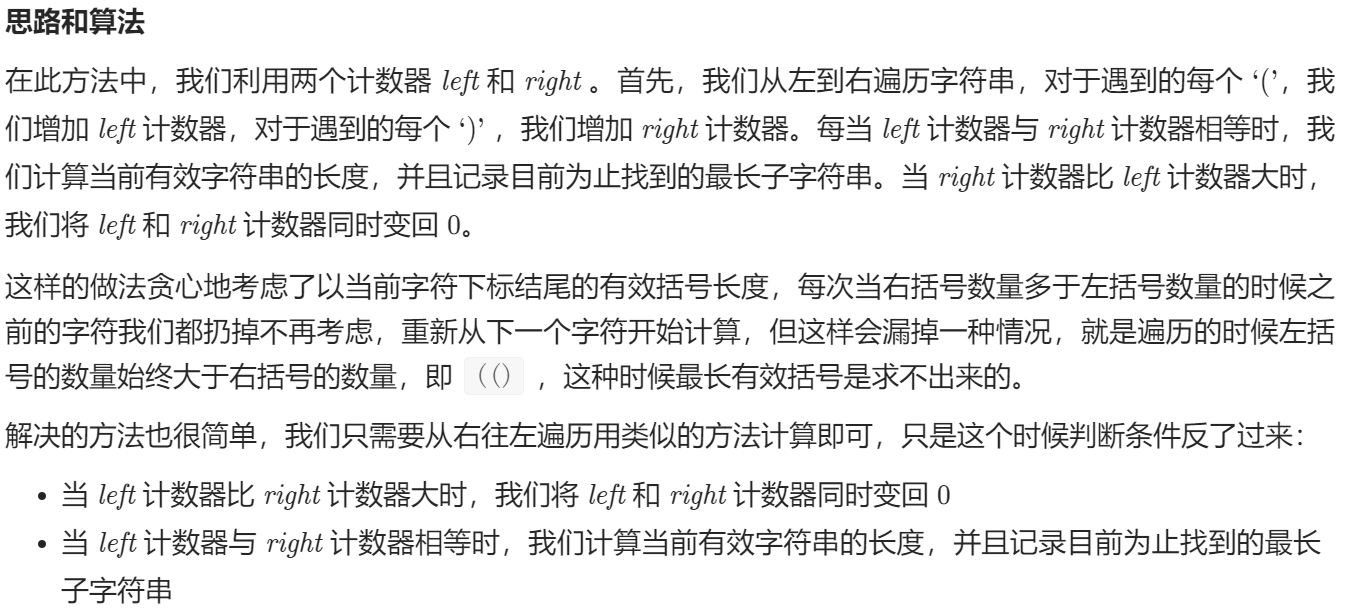 思路和算法
在此方法中，我们利用两个计数器 left 和 right 。首先，我们从左到右遍历字符串，对于遇到的每个 ‘(’，我
们增加 left 计数器，对于遇到的每个 ‘)’ ，我们增加 right 计数器。每当 left 计数器与 right 计数器相等时，我
们计算当前有效字符串的长度，并且记录目前为止找到的最长子字符串。当 right 计数器比 left 计数器大时，
我们将 left 和 right 计数器同时变回 0。
这样的做法贪心地考虑了以当前字符下标结尾的有效括号长度，每次当右括号数量多于左括号数量的时候之
前的字符我们都扔掉不再考虑，重新从下一个字符开始计算，但这样会漏掉一种情况，就是遍历的时候左括
号的数量始终大于右括号的数量，即 (() ，这种时候最长有效括号是求不出来的。
解决的方法也很简单，我们只需要从右往左遍历用类似的方法计算即可，只是这个时候判断条件反了过来：
• 当 left 计数器比 right 计数器大时，我们将 left 和 right 计数器同时变回 0
• 当 left 计数器与 right 计数器相等时，我们计算当前有效字符串的长度，并且记录目前为止找到的最长
子字符串